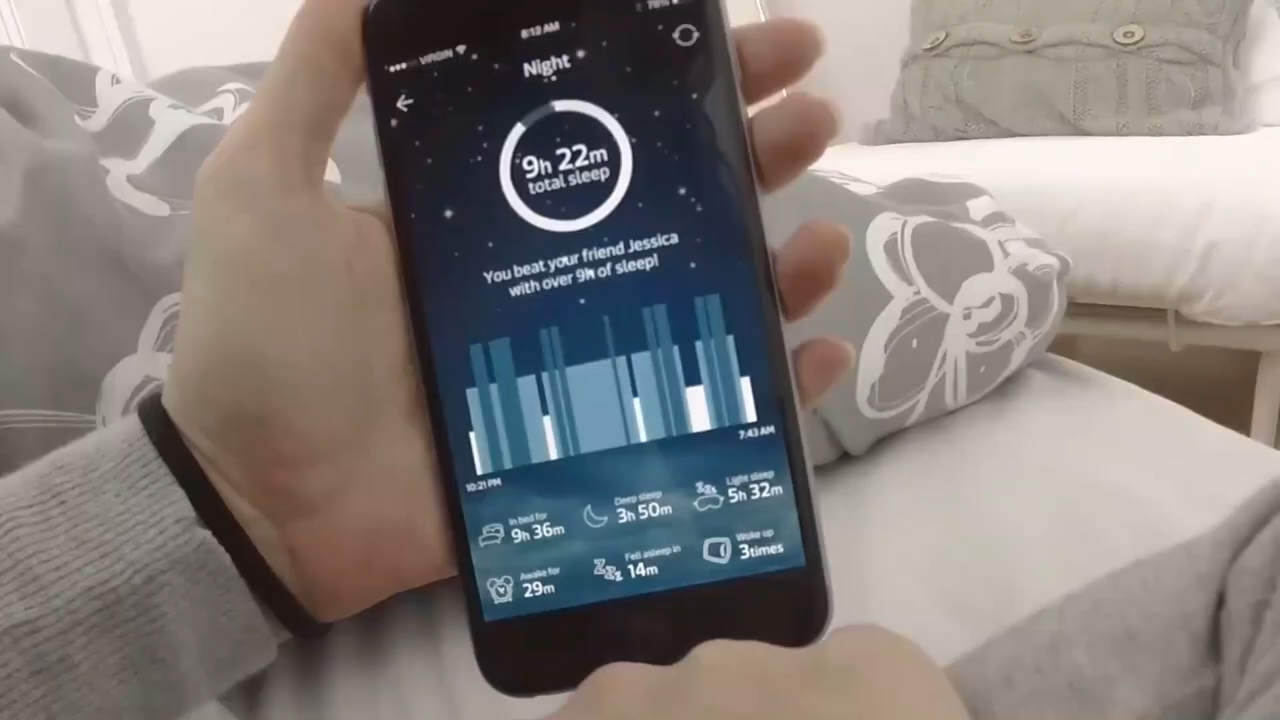 VIRGIN 8:12 AM 78%
Night
9h 22m
total sleep
You beat your friend Jessica
with over 9h of sleep!
10:21 PM 7:43 AM
In bed for
9h 36m
Deep sleep
3h 50m
Light sleep
5h 32m
Awake for
29m
Fell asleep in
14m
Woke up
3times